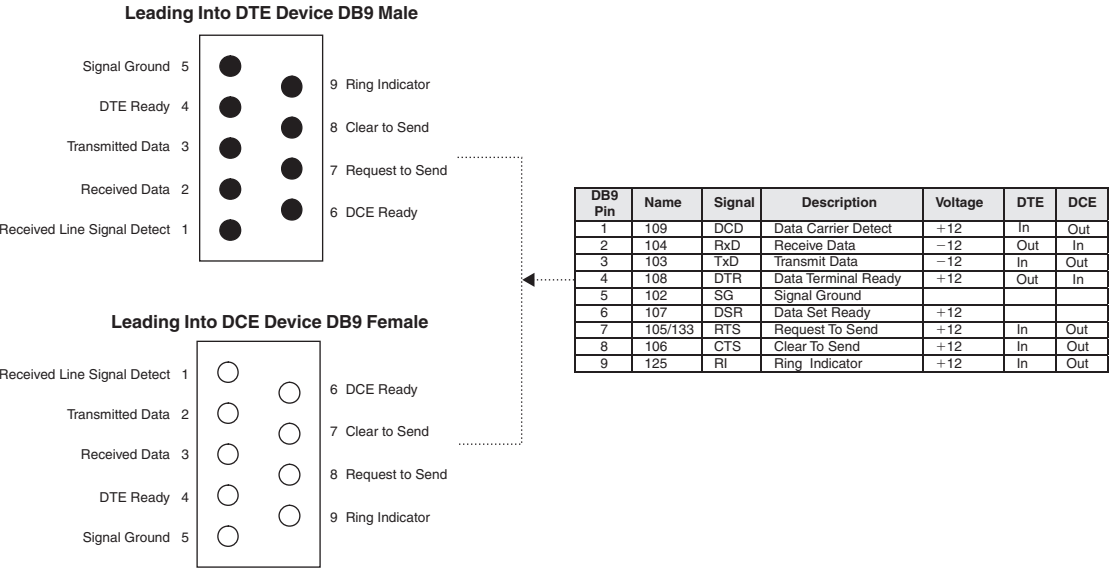 Leading Into DTE Device DB9 Male
Signal Ground 5
9 Ring Indicator
DTE Ready 4
8 Clear to Send
Transmitted Data 3
7 Request to Send
Received Data 2
6 DCE Ready
Received Line Signal Detect 1
Leading Into DCE Device DB9 Female
Received Line Signal Detect 1
6 DCE Ready
Transmitted Data 2
7 Clear to Send
Received Data 3
8 Request to Send
DTE Ready 4
9 Ring Indicator
Signal Ground 5
DB9 Pin Name Signal Description Voltage DTE DCE
1 109 DCD Data Carrier Detect +12 In Out
2 104 RxD Receive Data −12 Out In
3 103 TxD Transmit Data −12 In Out
4 108 DTR Data Terminal Ready +12 Out In
5 102 SG Signal Ground
6 107 DSR Data Set Ready +12
7 105/133 RTS Request To Send +12 In Out
8 106 CTS Clear To Send +12 In Out
9 125 RI Ring Indicator +12 In Out